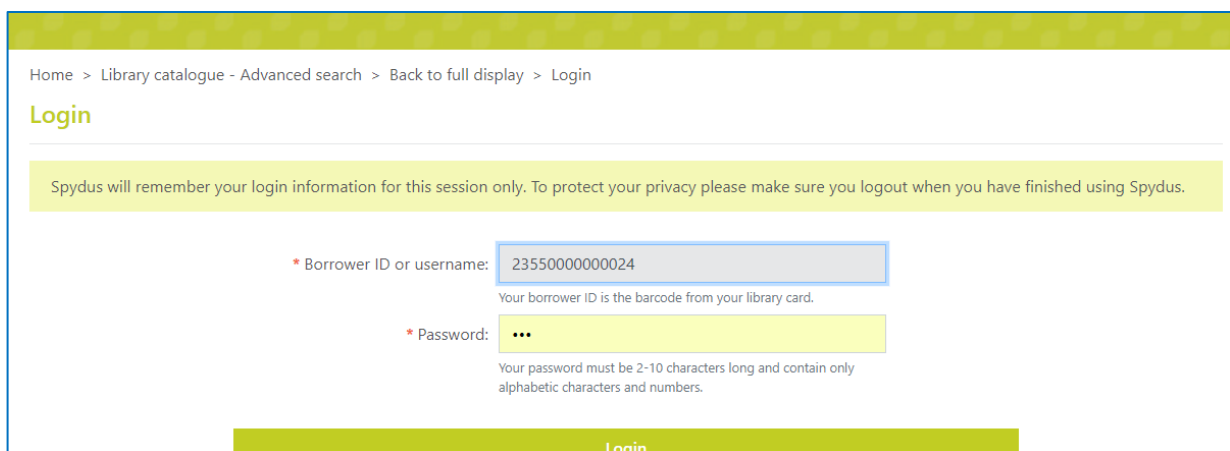 Home > Library catalogue - Advanced search > Back to full display > Login
Login
Spydus will remember your login information for this session only. To protect your privacy please make sure you logout when you have finished using Spydus.
* Borrower ID or username: 23550000000024
Your borrower ID is the barcode from your library card.
* Password: •••
Your password must be 2-10 characters long and contain only
alphabetic characters and numbers.
Login